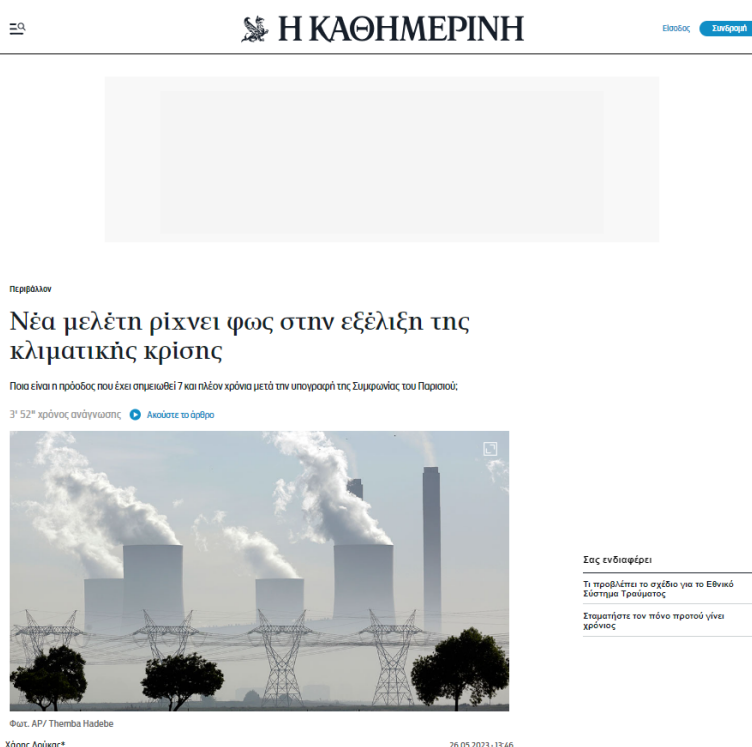 Η ΚΑΘΗΜΕΡΙΝΗ
Είσοδος
Συνδρομή
Περιβάλλον
Νέα μελέτη ρίχνει φως στην εξέλιξη της
κλιματικής κρίσης
Ποια είναι η πρόοδος που έχει σημειωθεί 7 και πλέον χρόνια μετά την υπογραφή της Συμφωνίας του Παρισιού;
3' 52" χρόνος ανάγνωσης
Ακούστε το άρθρο
Σας ενδιαφέρει
Τι προβλέπει το σχέδιο για το Εθνικό
Σύστημα Τραύματος
Σταματήστε τον πόνο προτού γίνει
χρόνιος
Φωτ. AP/ Themba Hadebe
Χάρης Δούκας*
26.05.2023 • 13:46